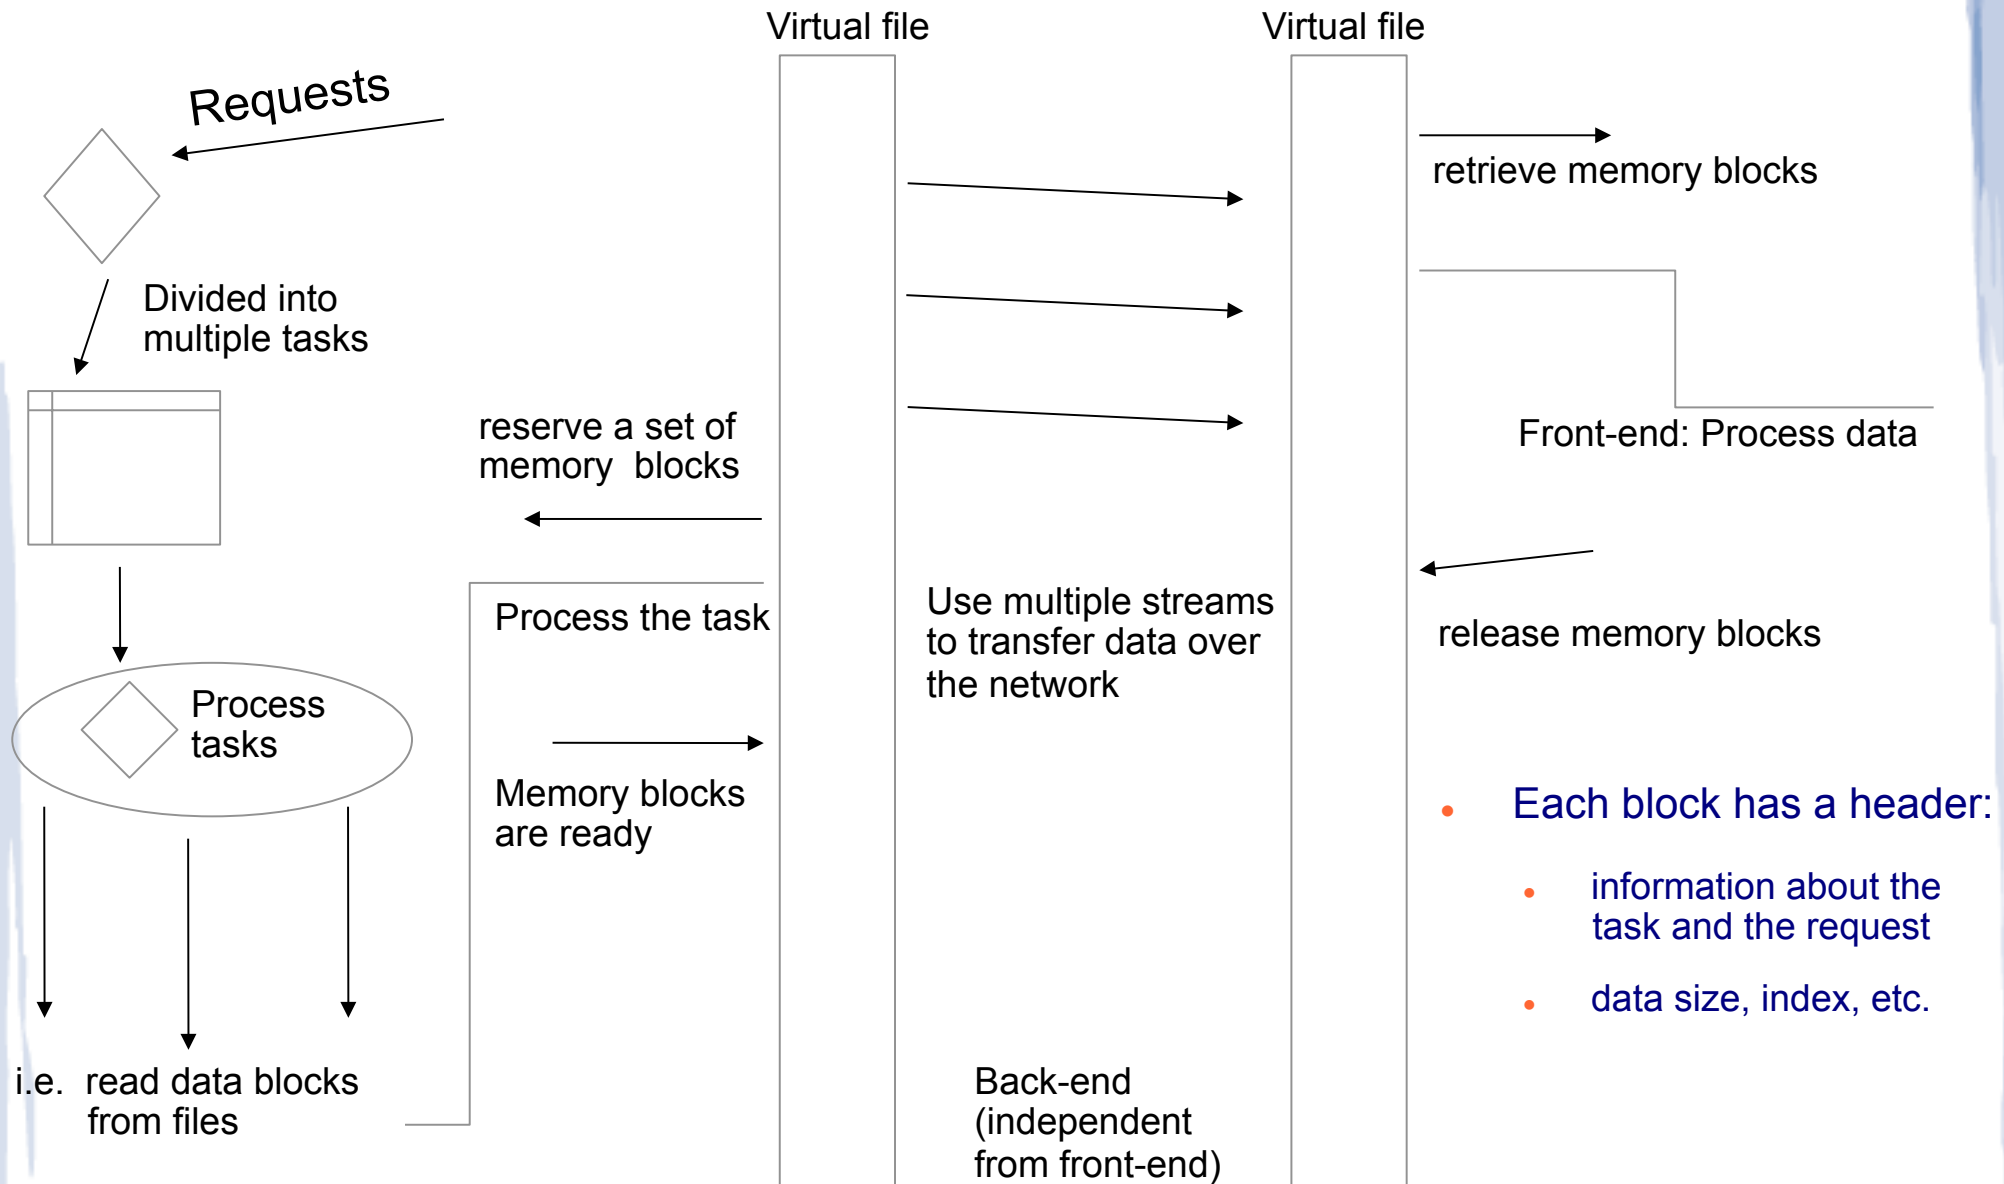 Virtual file
Virtual file
Requests
retrieve memory blocks
Divided into
multiple tasks
reserve a set of
memory  blocks
Front-end: Process data
Process the task
Use multiple streams
to transfer data over
the network
release memory blocks
Process
tasks
Memory blocks
are ready
• Each block has a header:
• information about the
task and the request
• data size, index, etc.
i.e.  read data blocks
from files
Back-end
(independent
from front-end)